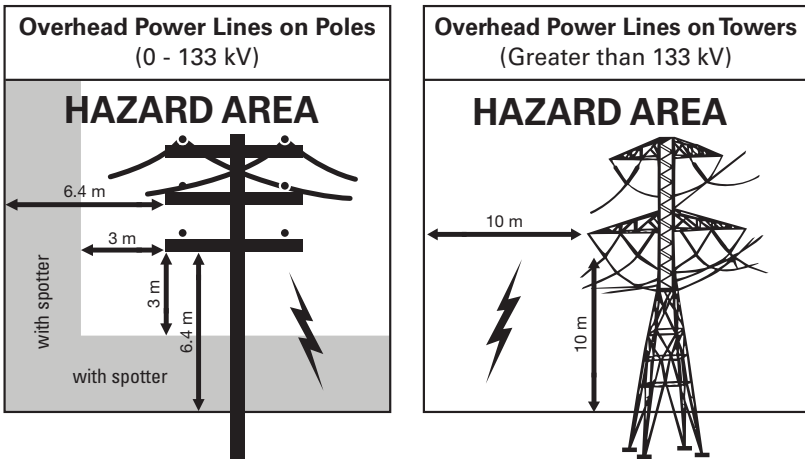 Overhead Power Lines on Poles
(0 - 133 kV)
HAZARD AREA
6.4 m
3 m
3 m
6.4 m
with spotter
with spotter
Overhead Power Lines on Towers
(Greater than 133 kV)
HAZARD AREA
10 m
10 m